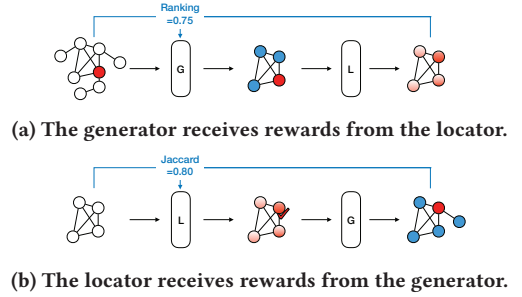 Ranking
=0.75
G
L
(a) The generator receives rewards from the locator.
Jaccard
=0.80
L
G
(b) The locator receives rewards from the generator.